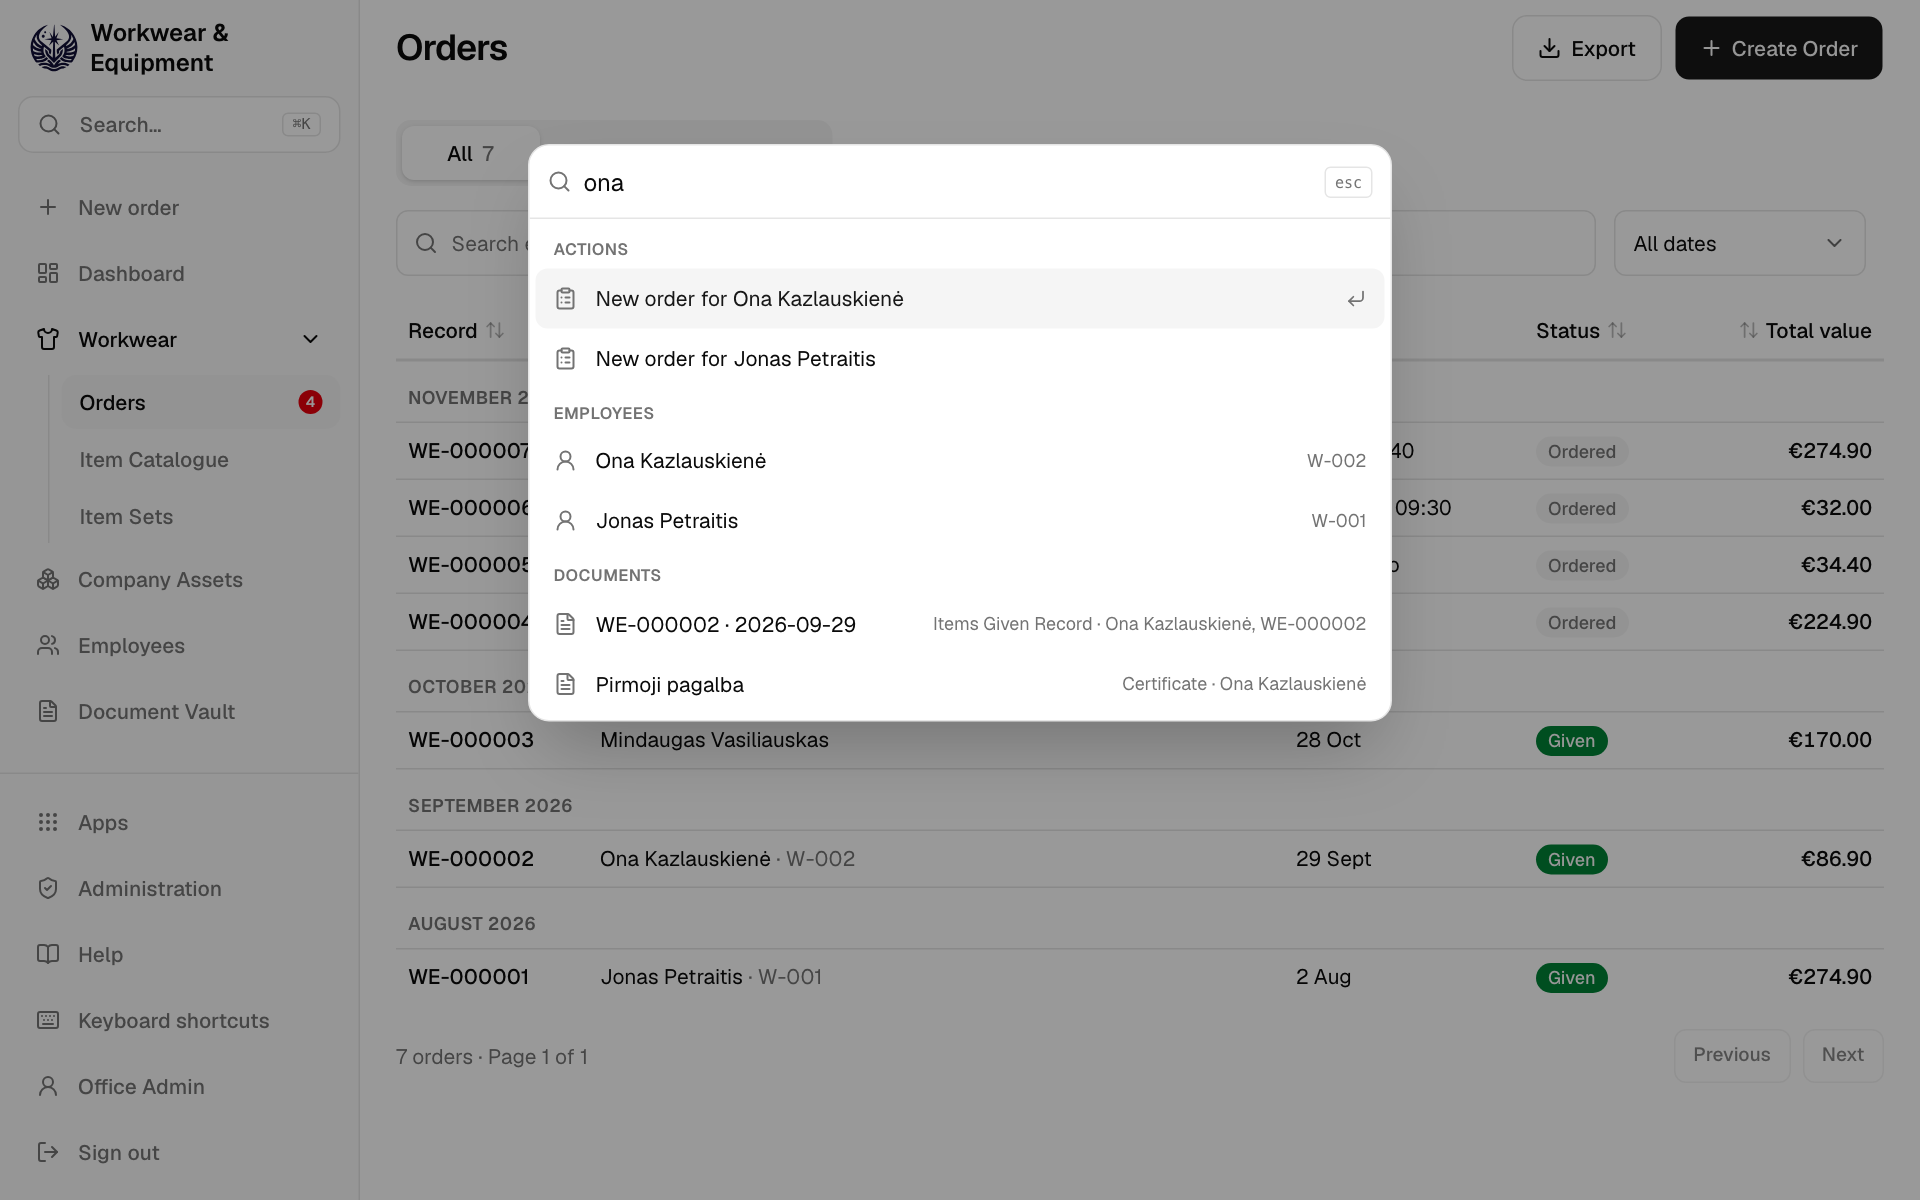 Workwear &
Equipment
Search...
⌘K
New order
Dashboard
Workwear
Orders
4
Item Catalogue
Item Sets
Company Assets
Employees
Document Vault
Apps
Administration
Help
Keyboard shortcuts
Office Admin
Sign out
Orders
Export
Create Order
All 7
Search
All dates
Record
Status
Total value
NOVEMBER
WE-000007
40
Ordered
€274.90
WE-000006
09:30
Ordered
€32.00
WE-000005
Ordered
€34.40
WE-000004
Ordered
€224.90
OCTOBER
WE-000003
Mindaugas Vasiliauskas
28 Oct
Given
€170.00
SEPTEMBER 2026
WE-000002
Ona Kazlauskienė · W-002
29 Sept
Given
€86.90
AUGUST 2026
WE-000001
Jonas Petraitis · W-001
2 Aug
Given
€274.90
7 orders · Page 1 of 1
Previous
Next
ona
esc
ACTIONS
New order for Ona Kazlauskienė
New order for Jonas Petraitis
EMPLOYEES
Ona Kazlauskienė
W-002
Jonas Petraitis
W-001
DOCUMENTS
WE-000002 · 2026-09-29
Items Given Record · Ona Kazlauskienė, WE-000002
Pirmoji pagalba
Certificate · Ona Kazlauskienė